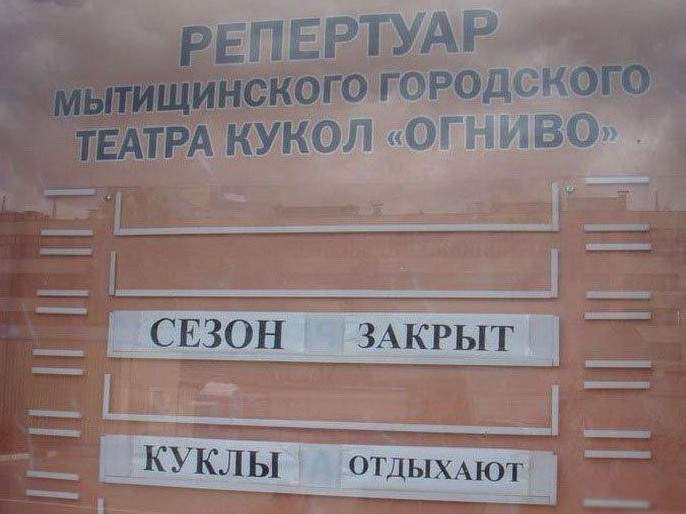 РЕПЕРТУАР
МЫТИЩИНСКОГО ГОРОДСКОГО
ТЕАТРА КУКОЛ «ОГНИВО»
СЕЗОН ЗАКРЫТ
КУКЛЫ ОТДЫХАЮТ